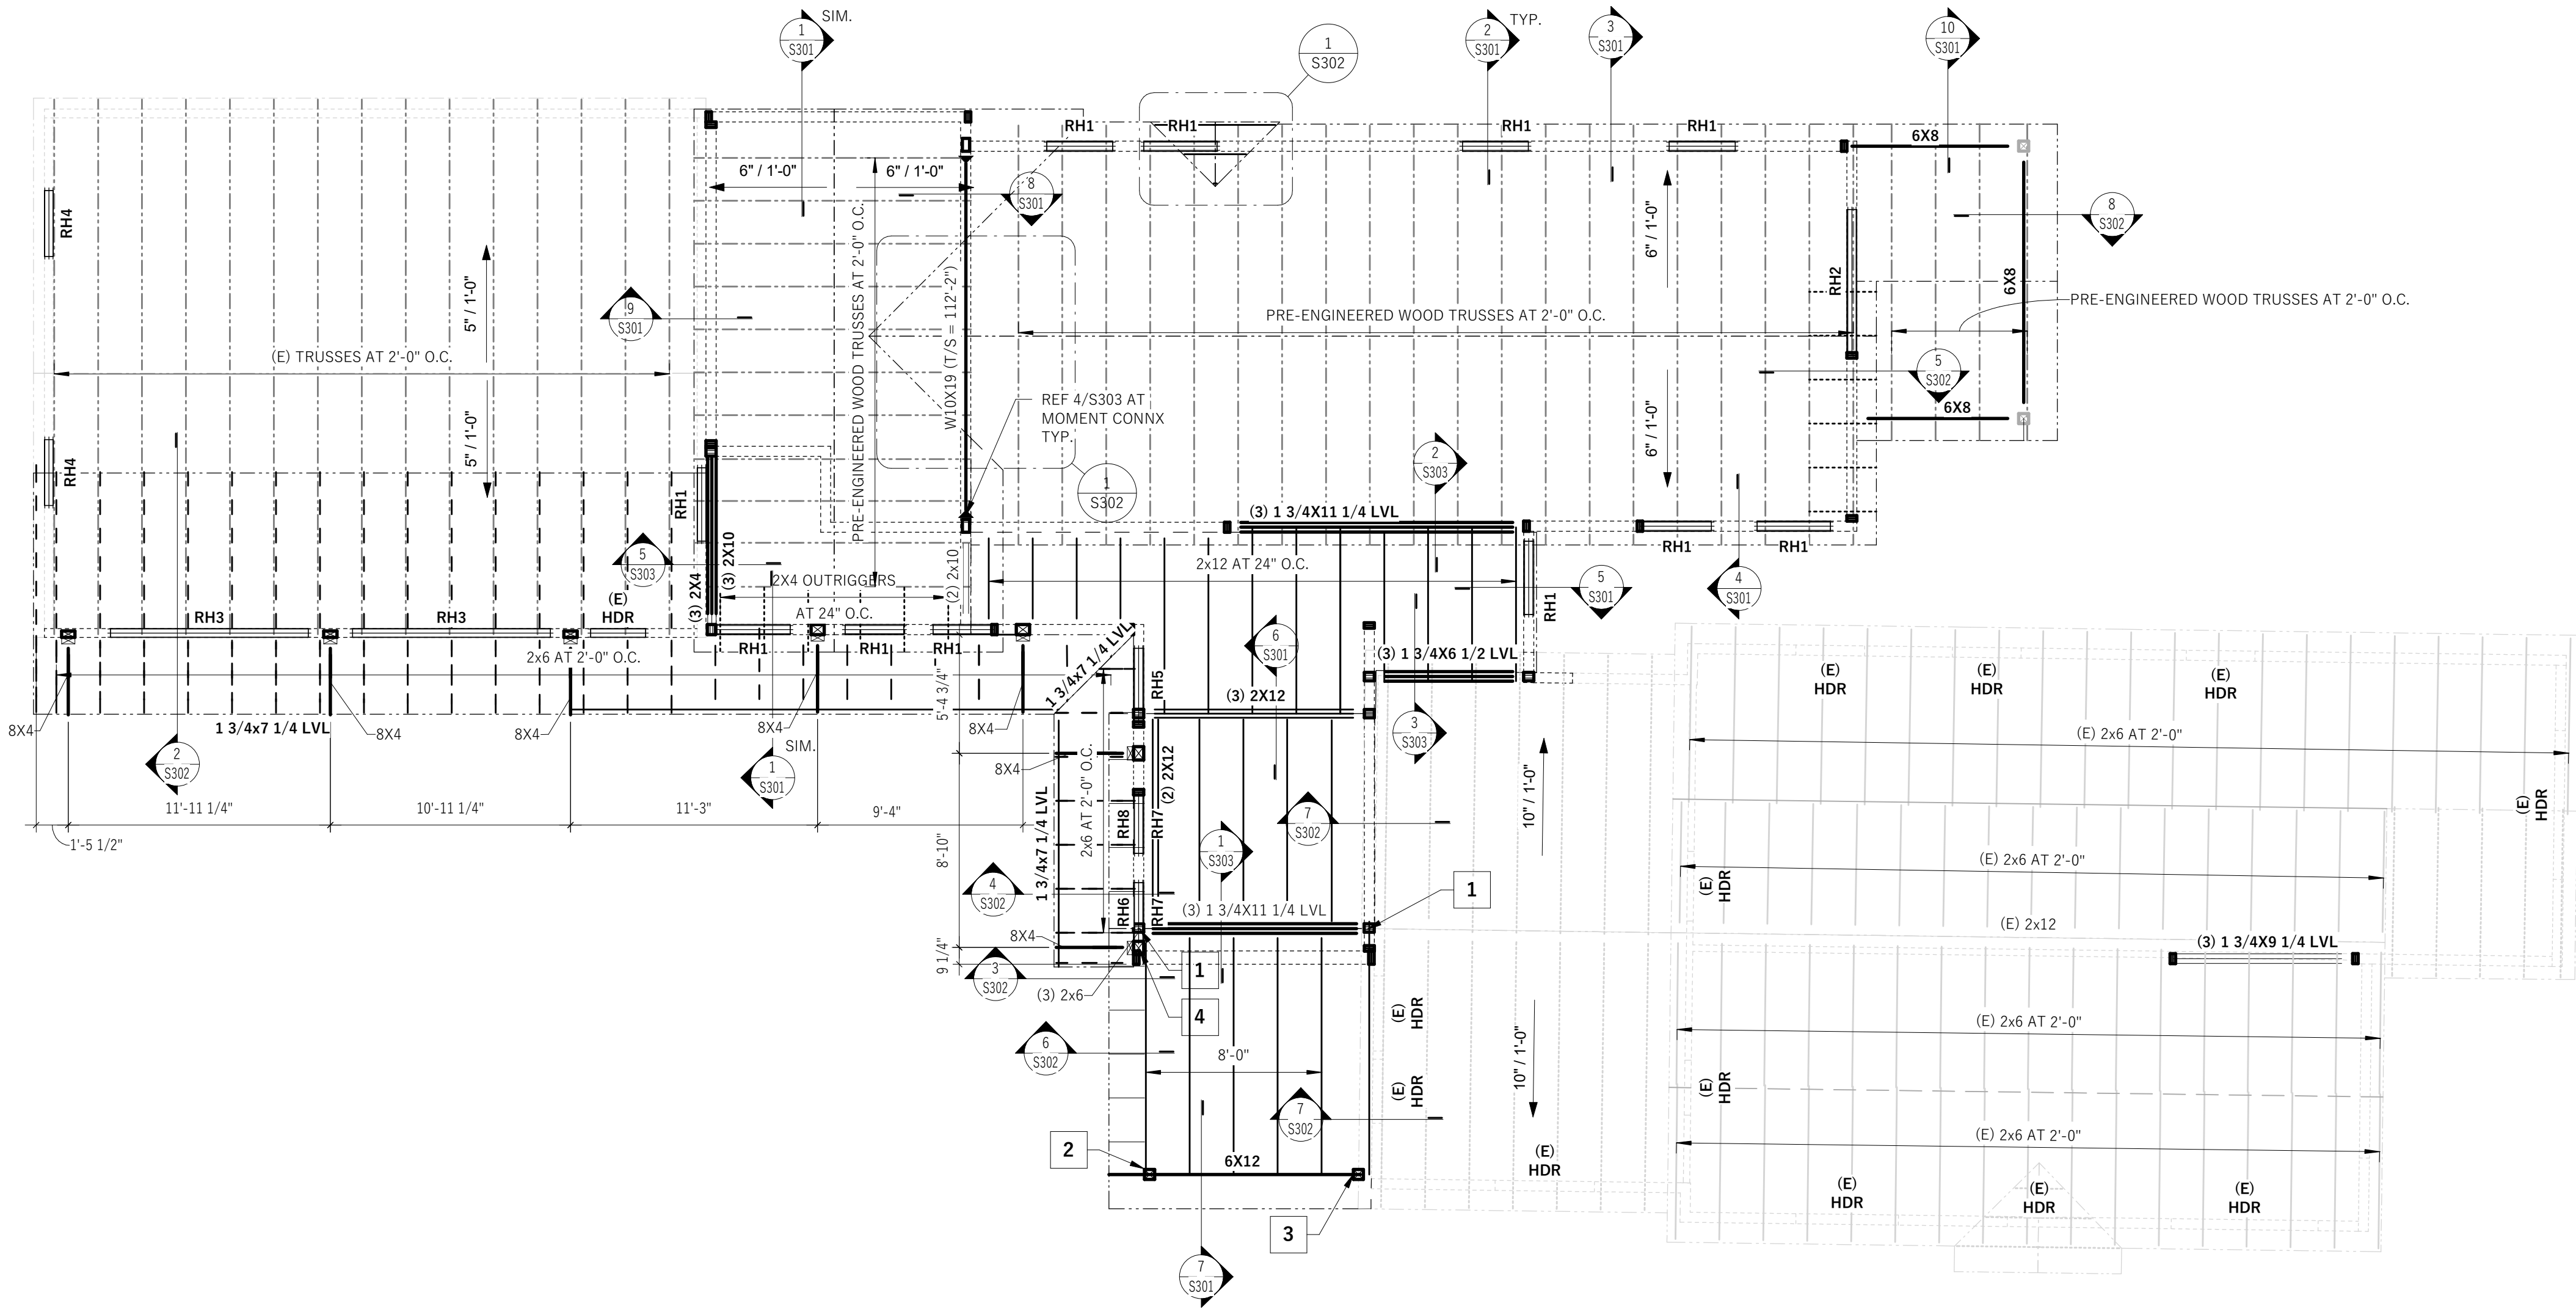 1
S301
SIM.
1
S302
2
S301
TYP.
3
S301
10
S301
RH1
RH1
RH1
RH1
6X8
6" / 1'-0"
6" / 1'-0"
8
S301
8
S302
RH4
6" / 1'-0"
RH2
6X8
5" / 1'-0"
9
S301
PRE-ENGINEERED WOOD TRUSSES AT 2'-0" O.C.
W10X19 (T/S = 112'-2")
PRE-ENGINEERED WOOD TRUSSES AT 2'-0" O.C.
PRE-ENGINEERED WOOD TRUSSES AT 2'-0" O.C.
(E) TRUSSES AT 2'-0" O.C.
5
S302
REF 4/S303 AT
MOMENT CONNX
TYP.
6X8
5" / 1'-0"
6" / 1'-0"
RH4
2
S303
1
S302
RH1
(3) 1 3/4X11 1/4 LVL
RH1
RH1
5
S303
(3) 2X4
(3) 2X10
2X4 OUTRIGGERS
AT 24" O.C.
(2) 2x10
2x12 AT 24" O.C.
5
S301
4
S301
RH1
RH3
RH3
(E)
HDR
RH1
RH1
RH1
2x6 AT 2'-0" O.C.
1 3/4x7 1/4 LVL
6
S301
(3) 1 3/4X6 1/2 LVL
RH5
(3) 2X12
5'-4 3/4"
(E)
HDR
(E)
HDR
(E)
HDR
8X4
1 3/4x7 1/4 LVL
8X4
8X4
8X4
8X4
3
S303
(E) 2x6 AT 2'-0"
2
S302
1
S301
SIM.
8X4
2x6 AT 2'-0" O.C.
(2) 2X12
10" / 1'-0"
(E)
HDR
11'-11 1/4"
10'-11 1/4"
11'-3"
9'-4"
1'-5 1/2"
8'-10"
1 3/4x7 1/4 LVL
RH8
RH7
7
S302
1
S303
(E) 2x6 AT 2'-0"
4
S302
RH6
RH7
(3) 1 3/4X11 1/4 LVL
1
(E)
HDR
(E) 2x12
8X4
9 1/4"
(3) 1 3/4X9 1/4 LVL
3
S302
(3) 2x6
1
4
(E)
HDR
(E) 2x6 AT 2'-0"
6
S302
8'-0"
10" / 1'-0"
(E)
HDR
(E)
HDR
7
S302
(E) 2x6 AT 2'-0"
2
6X12
(E)
HDR
(E)
HDR
(E)
HDR
(E)
HDR
3
7
S301